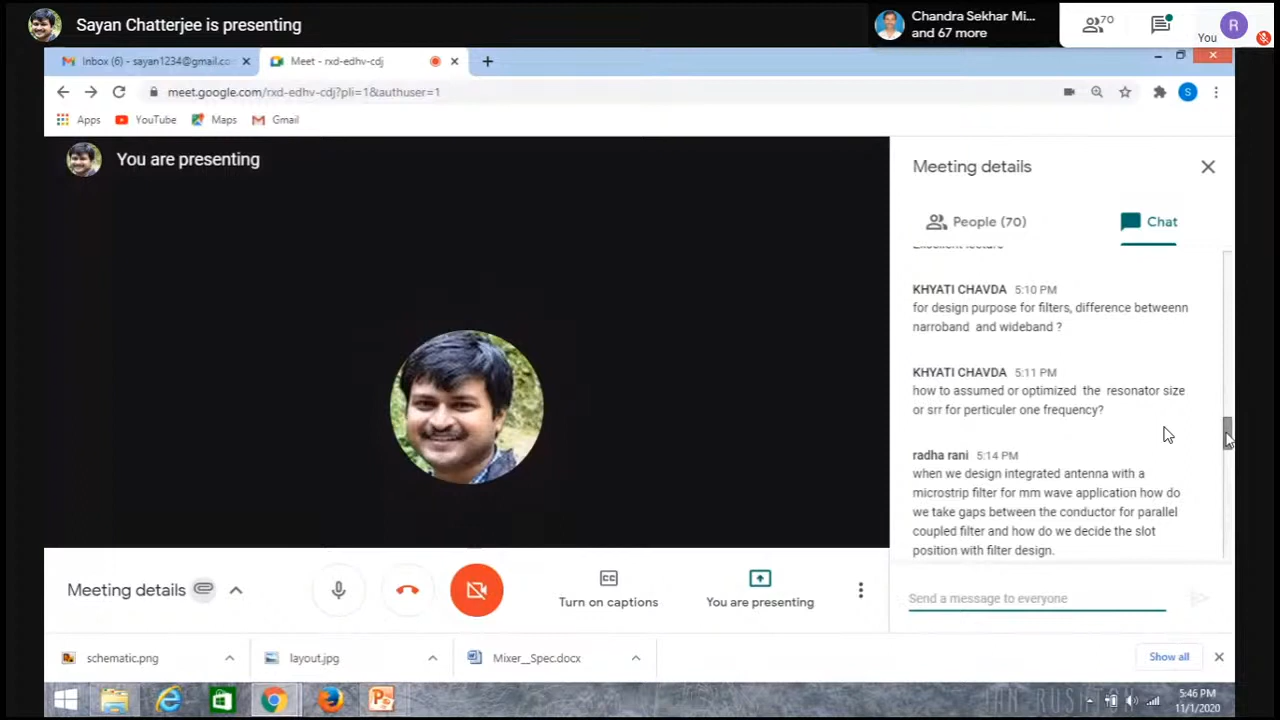 Sayan Chatterjee is presenting
Chandra Sekhar Mi...
and 67 more
70
You
R
Inbox (6) - sayan1234@gmail.co
Meet - rxd-edhv-cdj
meet.google.com/rxd-edhv-cdj?pli=1&authuser=1
S
Apps
YouTube
Maps
Gmail
You are presenting
Meeting details
People (70)
Chat
Excellent lecture
KHYATI CHAVDA 5:10 PM
for design purpose for filters, difference betweenn
narroband and wideband ?
KHYATI CHAVDA 5:11 PM
how to assumed or optimized the resonator size
or srr for perticuler one frequency?
radha rani 5:14 PM
when we design integrated antenna with a
microstrip filter for mm wave application how do
we take gaps between the conductor for parallel
coupled filter and how do we decide the slot
position with filter design.
Send a message to everyone
Meeting details
CC
Turn on captions
You are presenting
schematic.png
layout.jpg
Mixer__Spec.docx
Show all
5:46 PM
11/1/2020